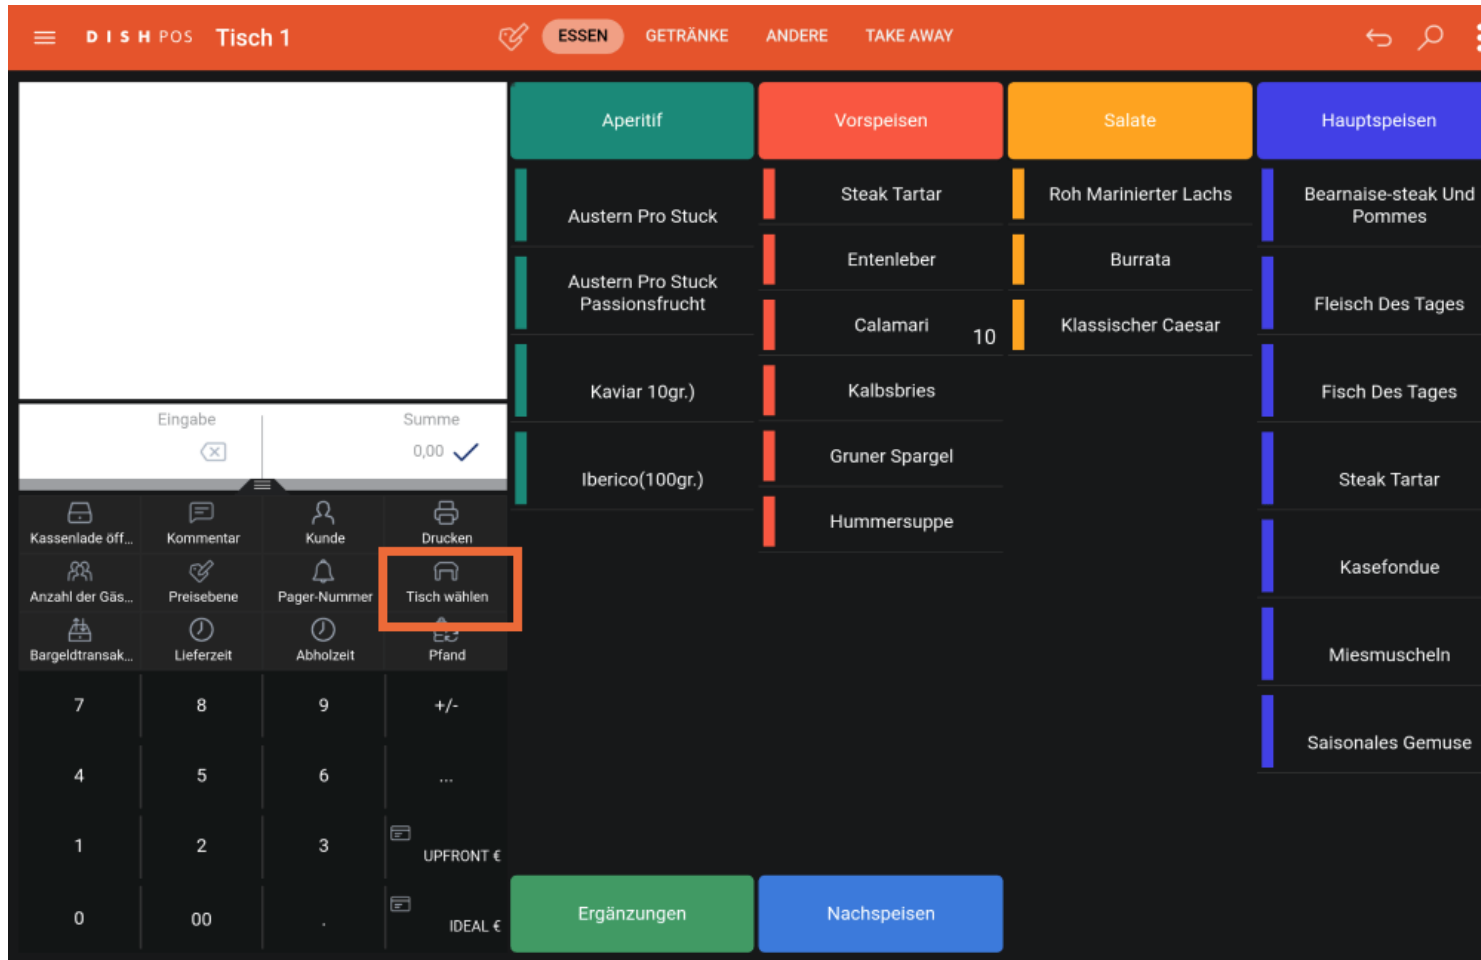 DISH POS Tisch 1 ESSEN GETRÄNKE ANDERE TAKE AWAY
Aperitif
Austern Pro Stuck
Austern Pro Stuck
Passionsfrucht
Kaviar 10gr.)
Iberico(100gr.)
Vorspeisen
Steak Tartar
Entenleber
Calamari
10
Kalbsbries
Gruner Spargel
Hummersuppe
Salate
Roh Marinierter Lachs
Burrata
Klassischer Caesar
Hauptspeisen
Bearnaise-steak Und
Pommes
Fleisch Des Tages
Fisch Des Tages
Steak Tartar
Kasefondue
Miesmuscheln
Saisonales Gemuse
Eingabe Summe
0,00
Kassenlade öff... Kommentar Kunde Drucken
Anzahl der Gäs... Preisebene Pager-Nummer Tisch wählen
Bargeldtransak... Lieferzeit Abholzeit Pfand
7 8 9 +/-
4 5 6 ...
1 2 3 UPFRONT €
0 00 . IDEAL €
Ergänzungen Nachspeisen